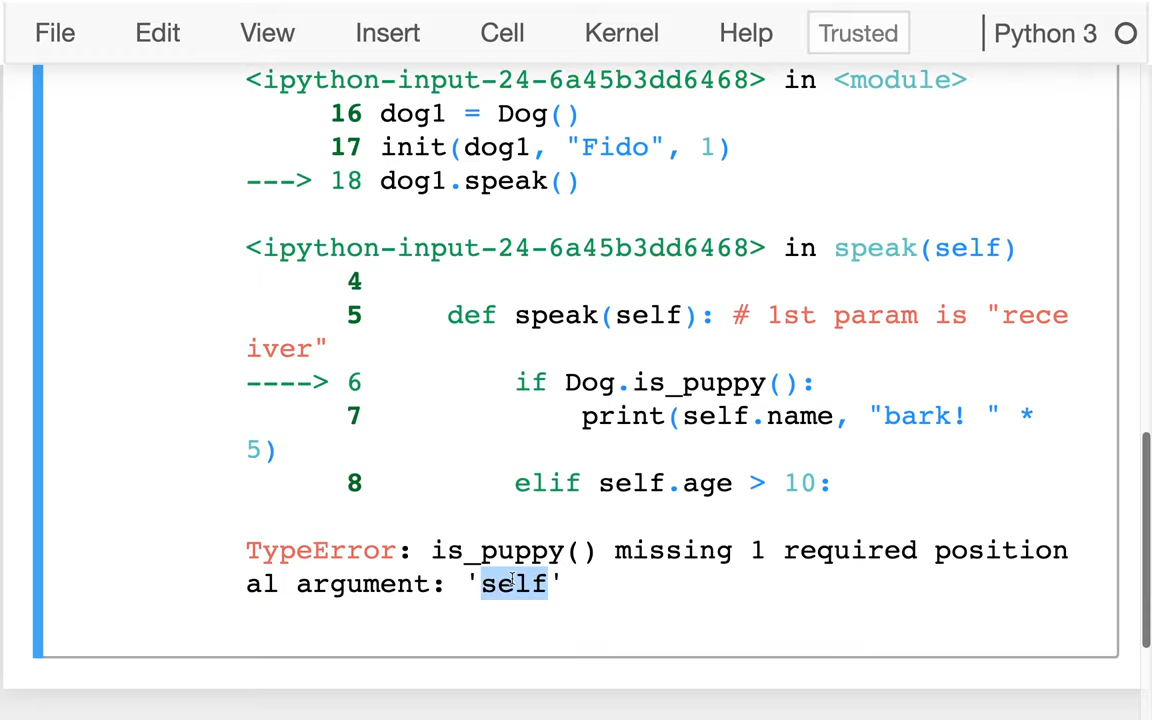 File Edit View Insert Cell Kernel Help Trusted Python 3
<ipython-input-24-6a45b3dd6468> in <module>
16 dog1 = Dog()
17 init(dog1, "Fido", 1)
---> 18 dog1.speak()
<ipython-input-24-6a45b3dd6468> in speak(self)
4
5 def speak(self): # 1st param is "rece
iver"
----> 6 if Dog.is_puppy():
7 print(self.name, "bark! " *
5)
8 elif self.age > 10:
TypeError: is_puppy() missing 1 required position
al argument: 'self'